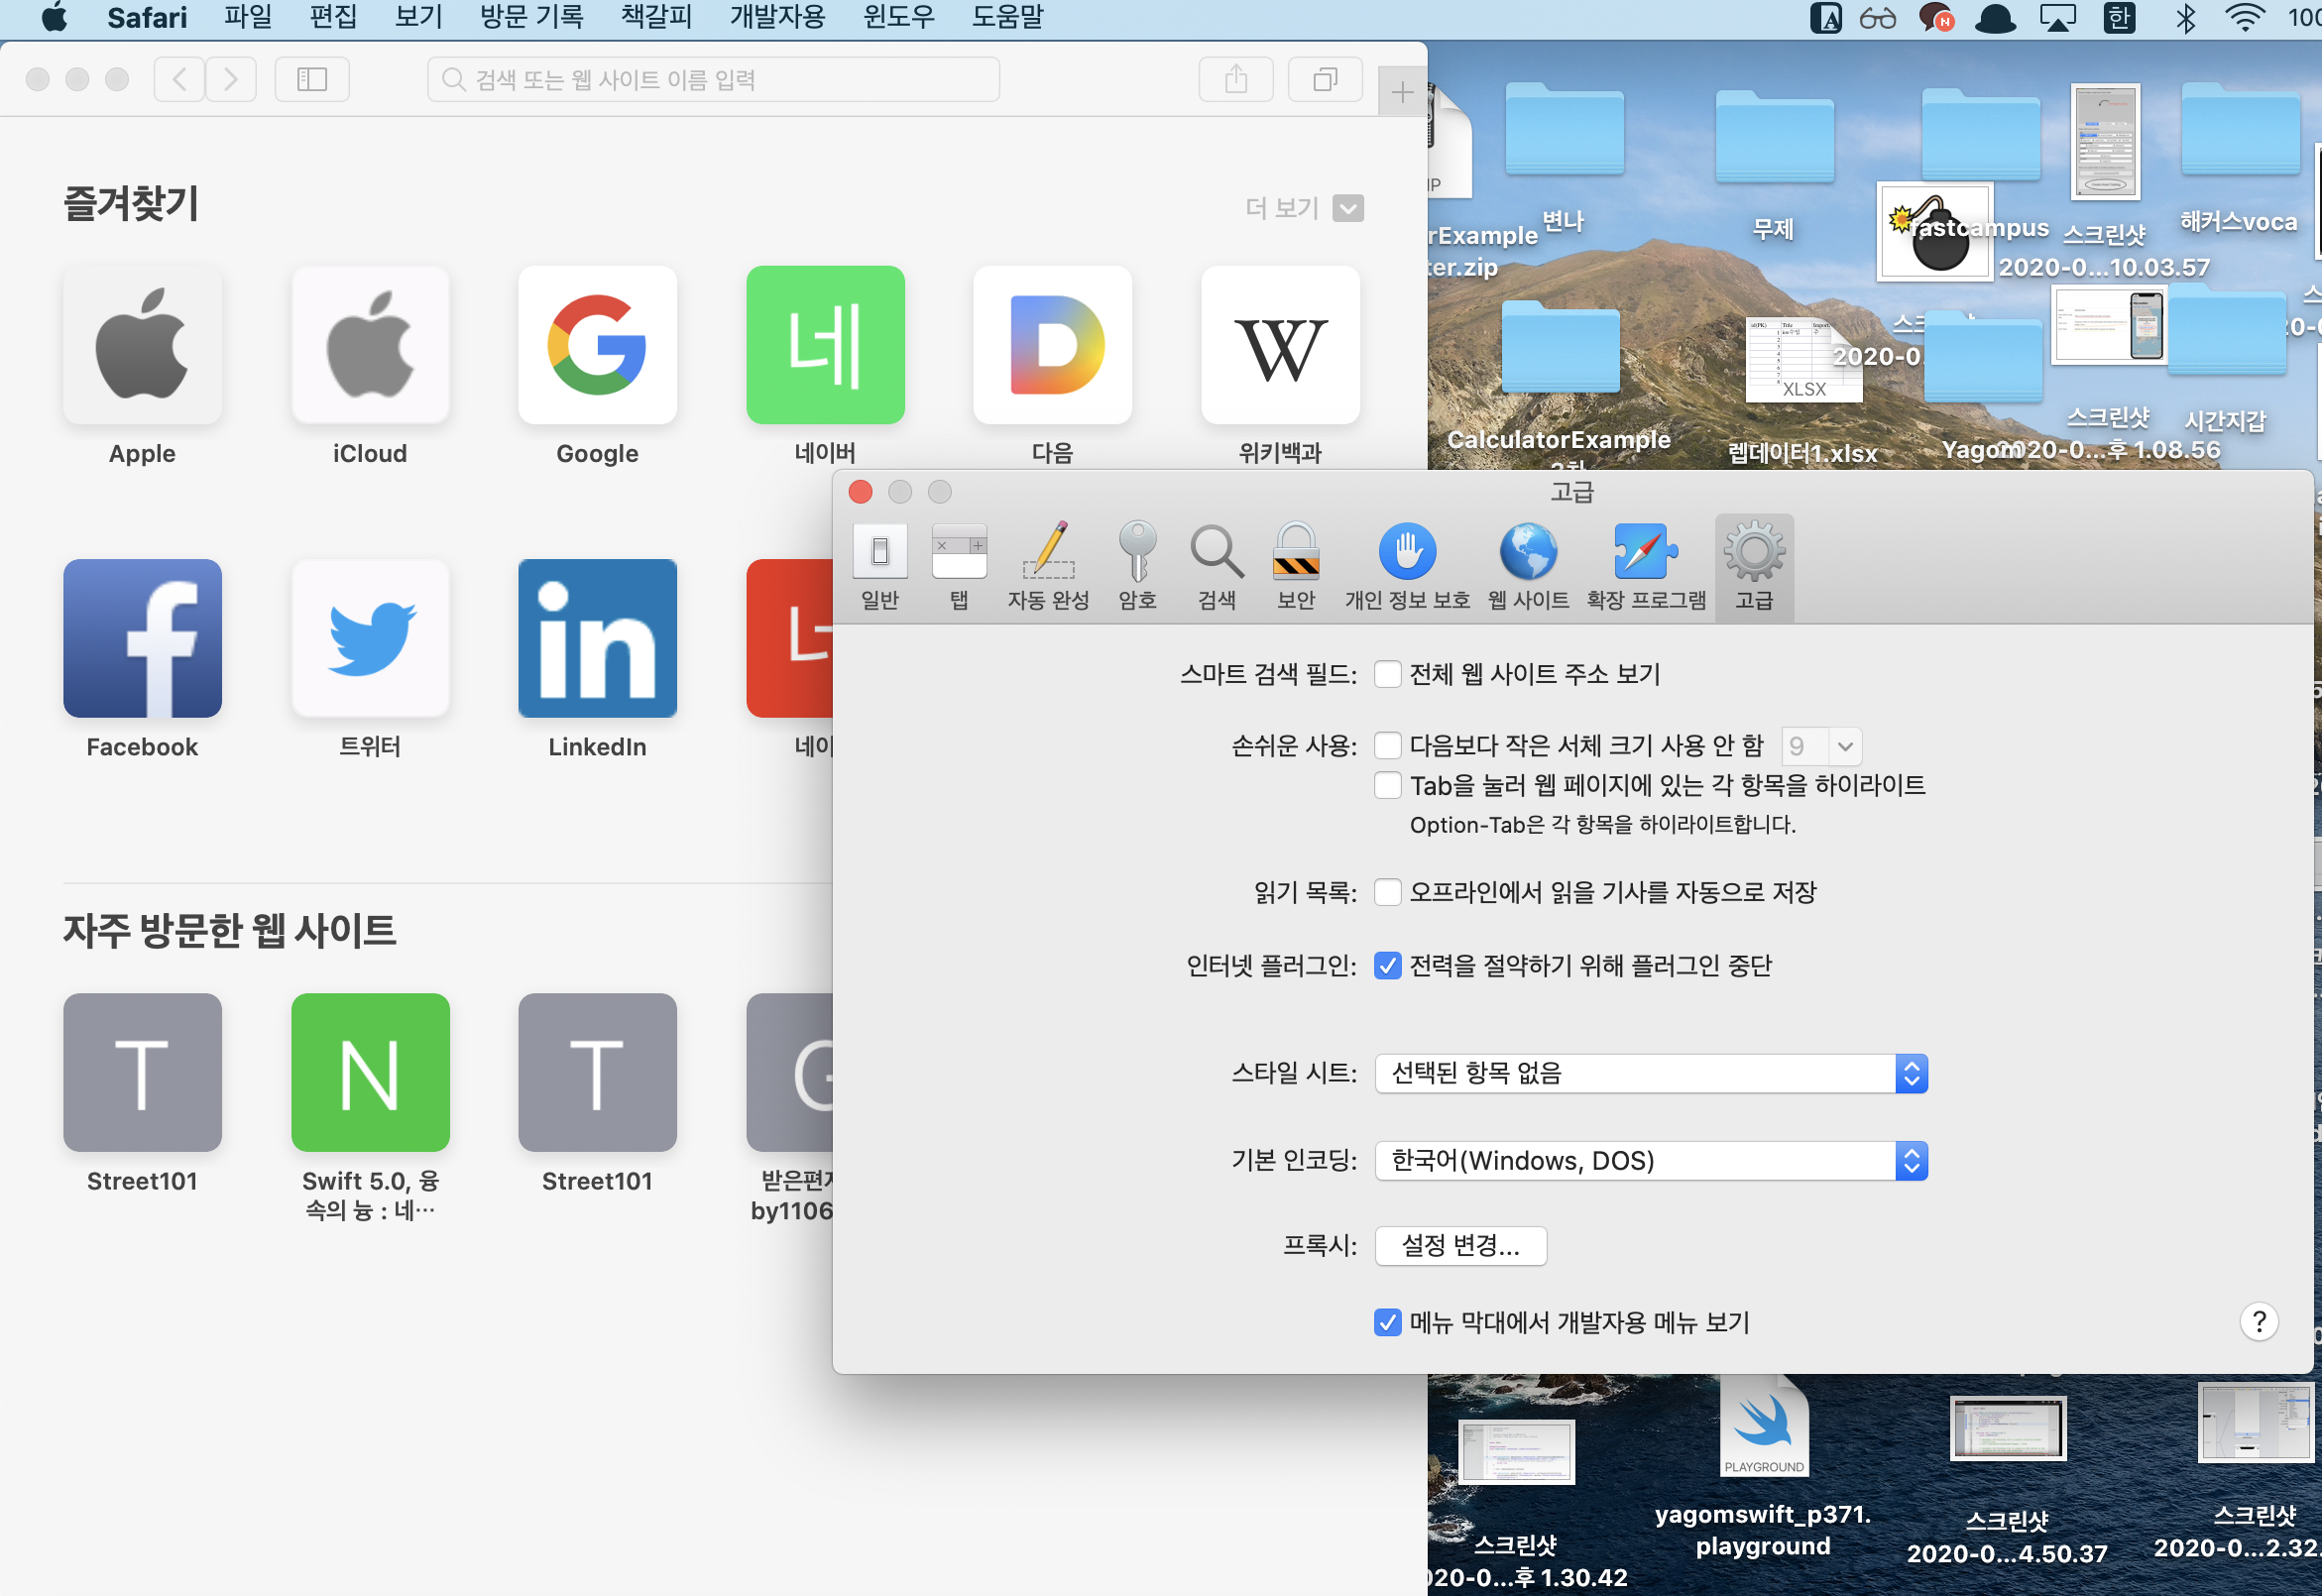 Safari 파일 편집 보기 방문 기록 책갈피 개발자용 윈도우 도움말
한
검색 또는 웹 사이트 이름 입력
즐겨찾기
더 보기
네
Apple
iCloud
Google
네이버
다음
위키백과
Facebook
트위터
LinkedIn
자주 방문한 웹 사이트
T
N
T
Street101
Swift 5.0, 융
속의 늉 : 네…
Street101
by1106
변나
무제
fastcampus
스크린샷
2020-0...10.03.57
해커스voca
rExample
ter.zip
XLSX
CalculatorExample
렙데이터1.xlsx
Yagom
스크린샷
2020-0...후 1.08.56
시간지갑
고급
일반
탭
자동 완성
암호
검색
보안
개인 정보 보호
웹 사이트
확장 프로그램
고급
스마트 검색 필드: 전체 웹 사이트 주소 보기
손쉬운 사용: 다음보다 작은 서체 크기 사용 안 함 9
Tab을 눌러 웹 페이지에 있는 각 항목을 하이라이트
Option-Tab은 각 항목을 하이라이트합니다.
읽기 목록: 오프라인에서 읽을 기사를 자동으로 저장
인터넷 플러그인: 전력을 절약하기 위해 플러그인 중단
스타일 시트: 선택된 항목 없음
기본 인코딩: 한국어(Windows, DOS)
프록시: 설정 변경...
메뉴 막대에서 개발자용 메뉴 보기
?
PLAYGROUND
스크린샷
020-0...후 1.30.42
yagomswift_p371.
playground
스크린샷
2020-0...4.50.37
스크린샷
2020-0...2.32.